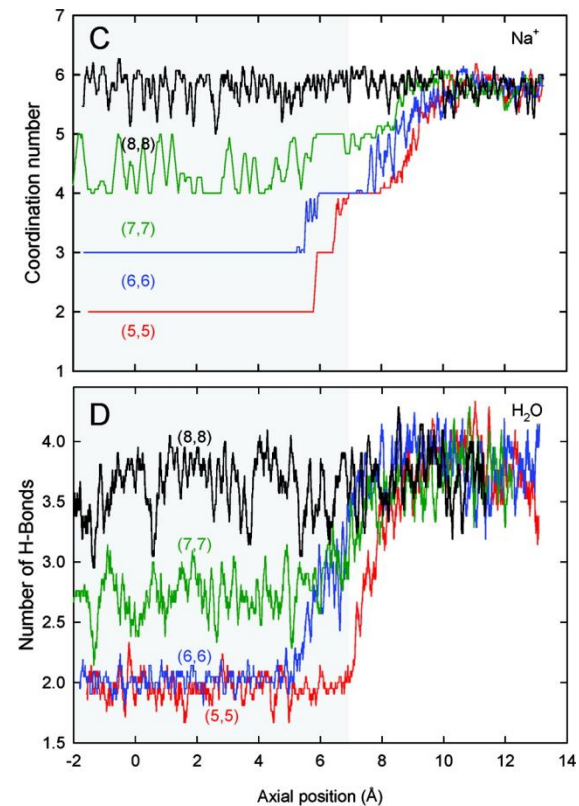 C
Na+
6
5
4
3
2
1
Coordination number
(8,8)
(7,7)
(6,6)
(5,5)
D
H2O
4.0
3.5
3.0
2.5
2.0
1.5
Number of H-Bonds
(8,8)
(7,7)
(6,6)
(5,5)
-2 0 2 4 6 8 10 12 14
Axial position (Å)